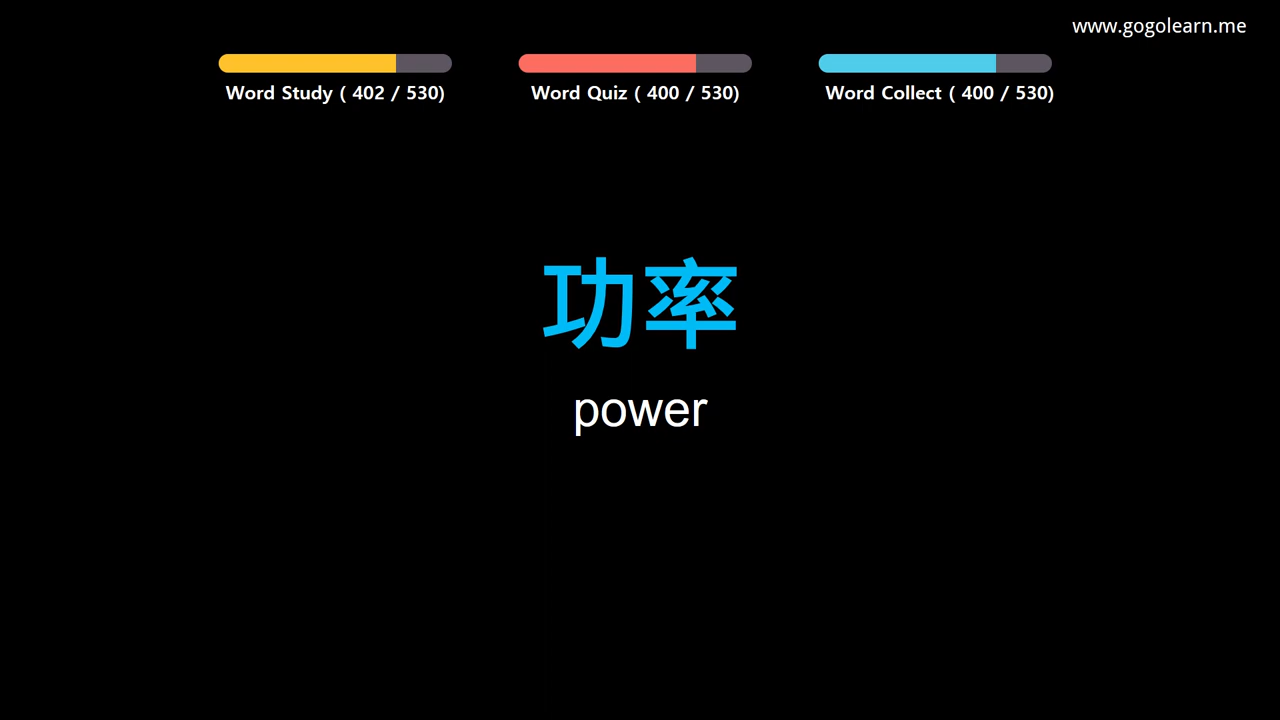 www.gogolearn.me
Word Study ( 402 / 530)
Word Quiz ( 400 / 530)
Word Collect ( 400 / 530)
功率
power